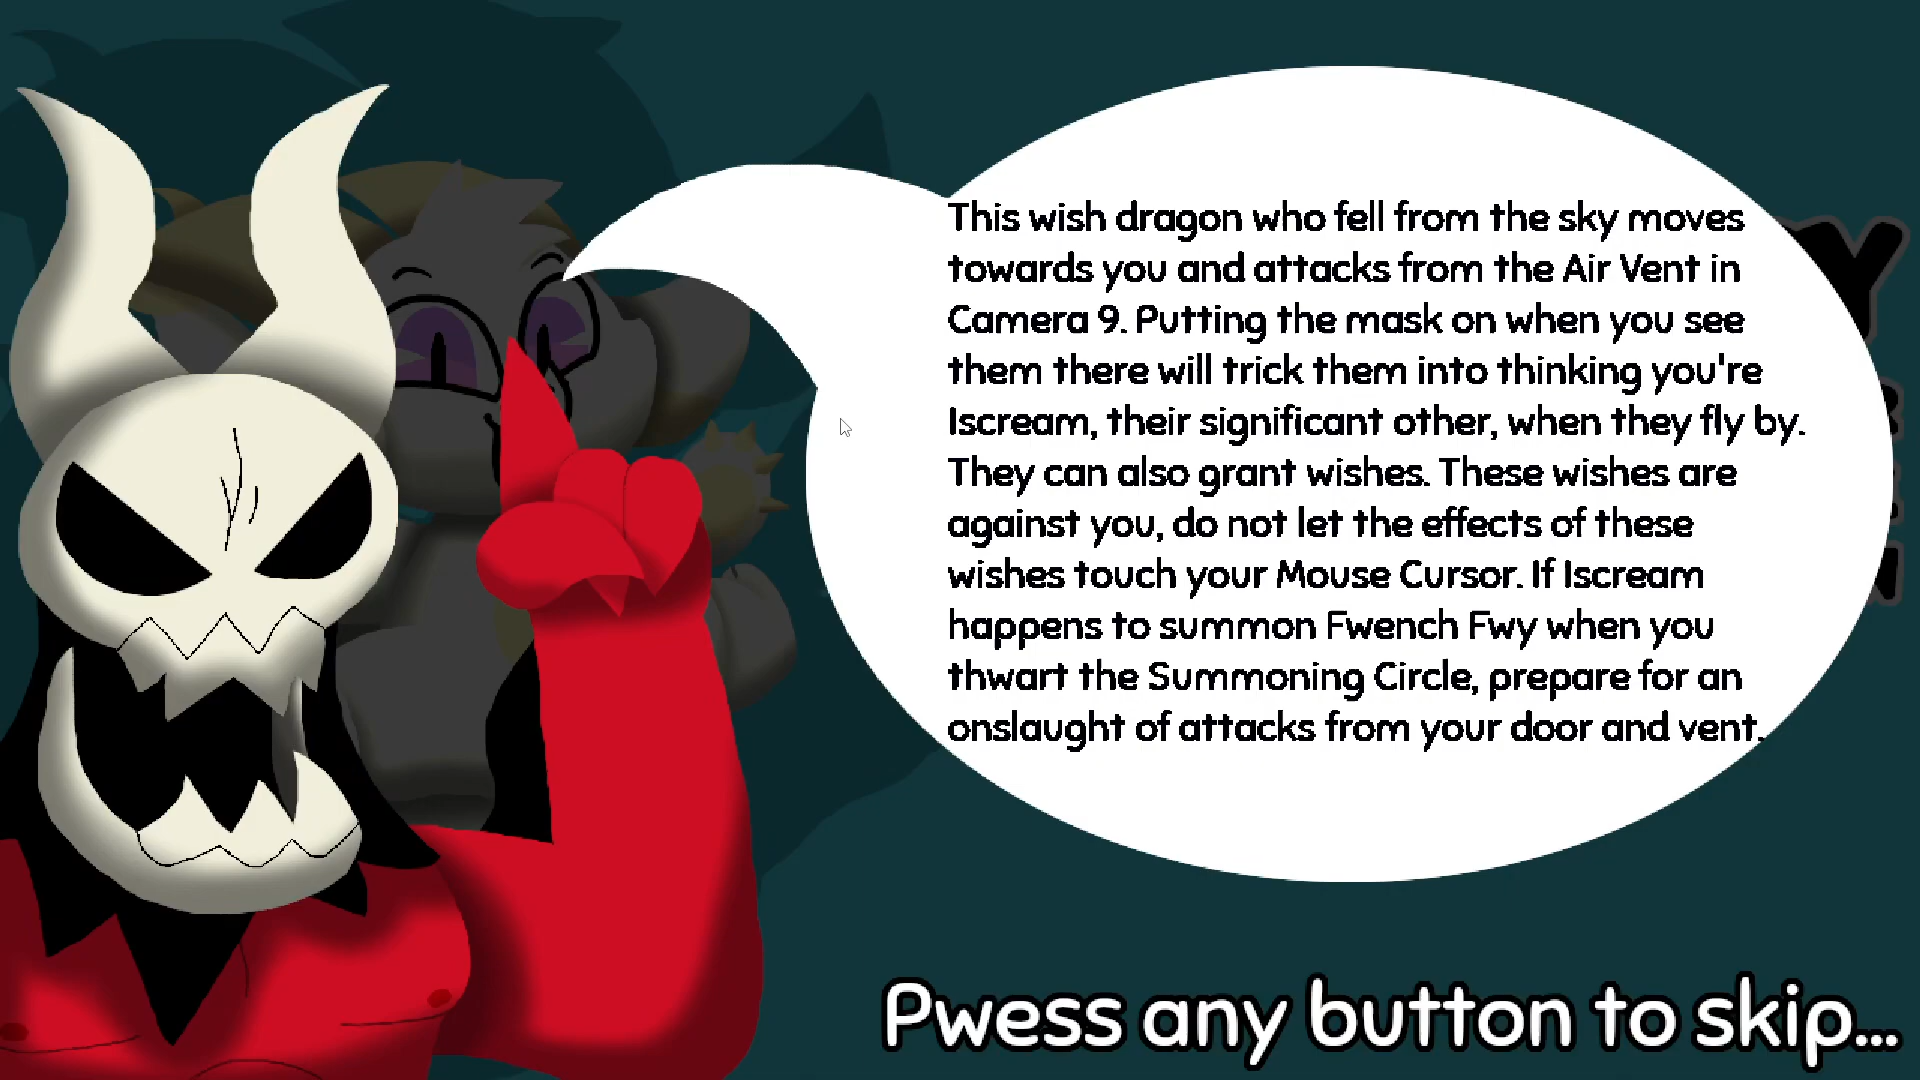 This wish dragon who fell from the sky moves
towards you and attacks from the Air Vent in
Camera 9. Putting the mask on when you see
them there will trick them into thinking you're
Iscream, their significant other, when they fly by.
They can also grant wishes. These wishes are
against you, do not let the effects of these
wishes touch your Mouse Cursor. If Iscream
happens to summon Fwench Fwy when you
thwart the Summoning Circle, prepare for an
onslaught of attacks from your door and vent.
Pwess any button to skip...